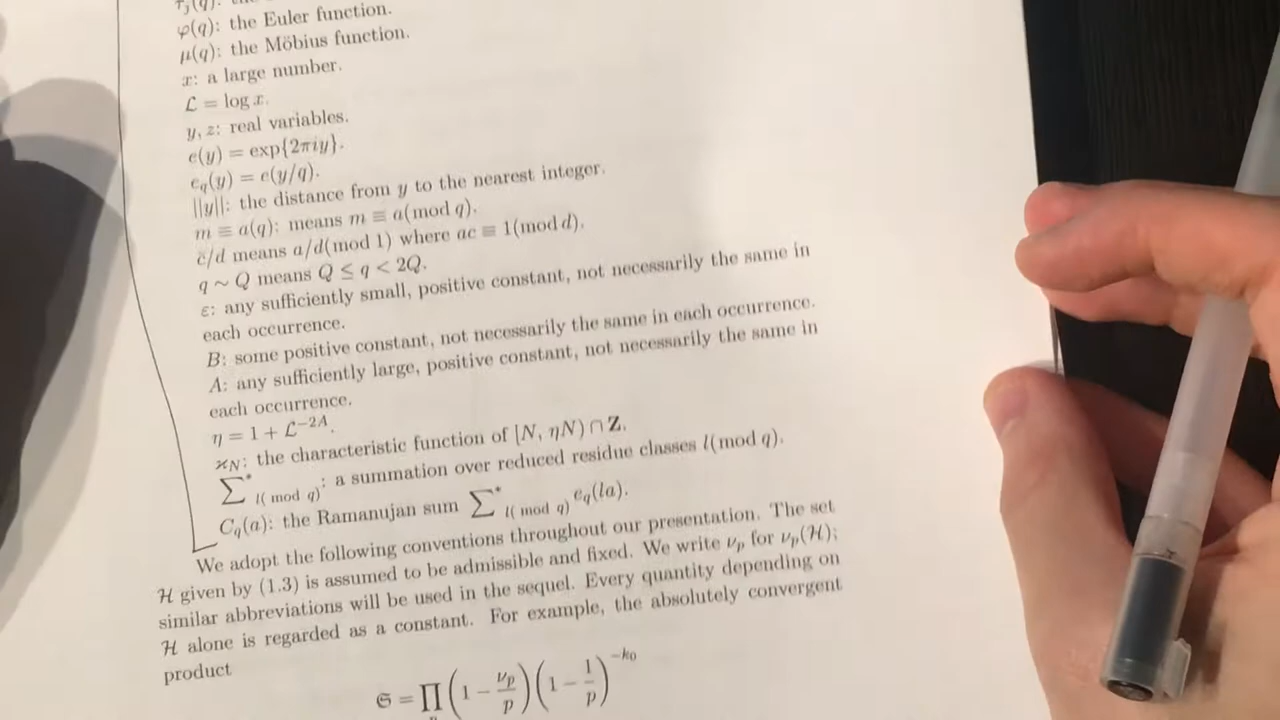 τⱼ(q): the
φ(q): the Euler function.
μ(q): the Möbius function.
x: a large number.
ℒ = log x.
y, z: real variables.
e(y) = exp{2πiy}.
e_q(y) = e(y/q).
||y||: the distance from y to the nearest integer.
m ≡ a(q): means m ≡ a(mod q).
c̄/d means a/d(mod 1) where ac ≡ 1(mod d).
q ∼ Q means Q ≤ q < 2Q.
ε: any sufficiently small, positive constant, not necessarily the same in
each occurrence.
B: some positive constant, not necessarily the same in each occurrence.
A: any sufficiently large, positive constant, not necessarily the same in
each occurrence.
η = 1 + ℒ^{−2A}.
ϰ_N: the characteristic function of [N, ηN) ∩ Z.
∑*_{l( mod q)}: a summation over reduced residue classes l(mod q).
C_q(a): the Ramanujan sum ∑*_{l( mod q)} e_q(la).
We adopt the following conventions throughout our presentation. The set
ℋ given by (1.3) is assumed to be admissible and fixed. We write ν_p for ν_p(ℋ);
similar abbreviations will be used in the sequel. Every quantity depending on
ℋ alone is regarded as a constant. For example, the absolutely convergent
product
𝔖 = ∏_p (1 − ν_p/p)(1 − 1/p)^{−k₀}